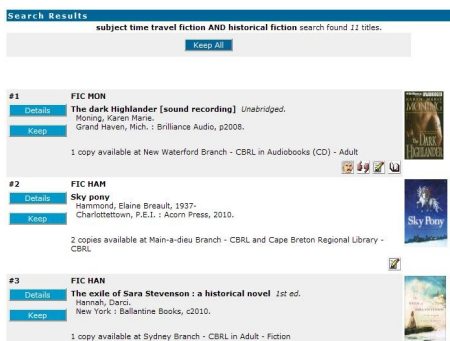 Search Results
subject time travel fiction AND historical fiction search found 11 titles.
Keep All
#1 FIC MON
Details The dark Highlander [sound recording] Unabridged.
Moning, Karen Marie.
Keep
Grand Haven, Mich. : Brilliance Audio, p2008.
1 copy available at New Waterford Branch - CBRL in Audiobooks (CD) - Adult
MONING
The DARK
HIGHLANDER
#2 FIC HAM
Details Sky pony
Hammond, Elaine Breault, 1937-
Keep
Charlottettown, P.E.I. : Acorn Press, 2010.
2 copies available at Main-a-dieu Branch - CBRL and Cape Breton Regional Library -
CBRL
Sky Pony
#3 FIC HAN
Details The exile of Sara Stevenson : a historical novel 1st ed.
Hannah, Darci.
Keep
New York : Ballantine Books, c2010.
1 copy available at Sydney Branch - CBRL in Adult - Fiction